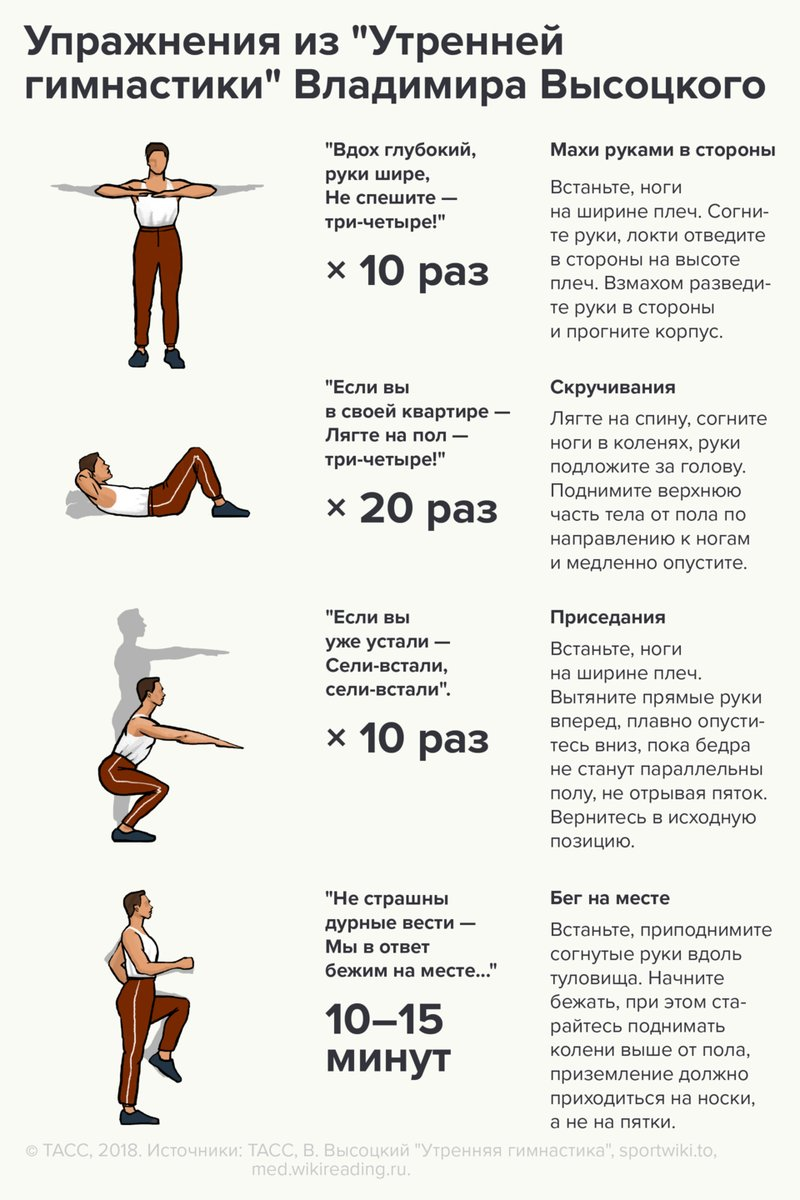 Упражнения из "Утренней
гимнастики" Владимира Высоцкого
"Вдох глубокий,
руки шире,
Не спешите —
три-четыре!"
× 10 раз
Махи руками в стороны
Встаньте, ноги
на ширине плеч. Согни-
те руки, локти отведите
в стороны на высоте
плеч. Взмахом разведи-
те руки в стороны
и прогните корпус.
"Если вы
в своей квартире —
Лягте на пол —
три-четыре!"
× 20 раз
Скручивания
Лягте на спину, согните
ноги в коленях, руки
подложите за голову.
Поднимите верхнюю
часть тела от пола по
направлению к ногам
и медленно опустите.
"Если вы
уже устали —
Сели-встали,
сели-встали".
× 10 раз
Приседания
Встаньте, ноги
на ширине плеч.
Вытяните прямые руки
вперед, плавно опусти-
тесь вниз, пока бедра
не станут параллельны
полу, не отрывая пяток.
Вернитесь в исходную
позицию.
"Не страшны
дурные вести —
Мы в ответ
бежим на месте..."
10–15
минут
Бег на месте
Встаньте, приподнимите
согнутые руки вдоль
туловища. Начните
бежать, при этом ста-
райтесь поднимать
колени выше от пола,
приземление должно
приходиться на носки,
а не на пятки.
© ТАСС, 2018. Источники: ТАСС, В. Высоцкий "Утренняя гимнастика", sportwiki.to,
med.wikireading.ru.